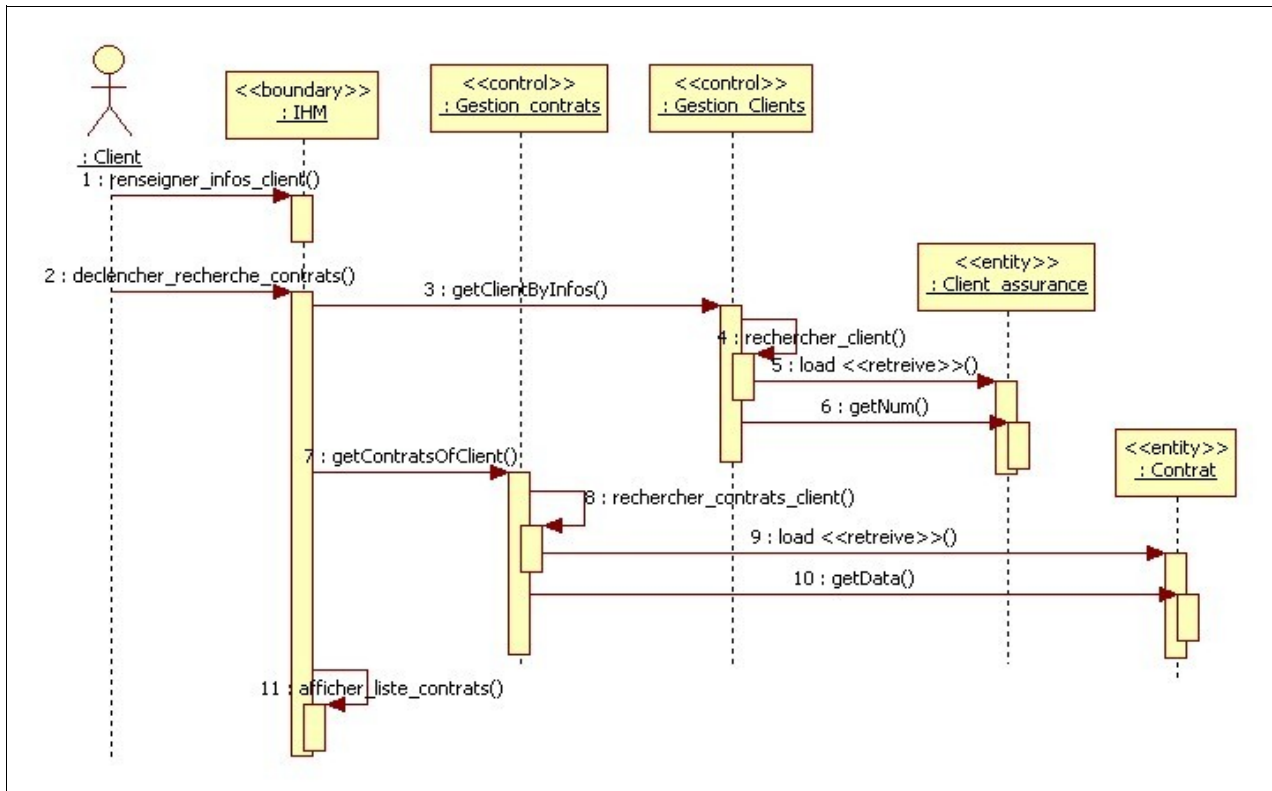 <<boundary>>
: IHM
<<control>>
: Gestion_contrats
<<control>>
: Gestion_Clients
: Client
1 : renseigner_infos_client()
2 : declencher_recherche_contrats()
3 : getClientByInfos()
<<entity>>
: Client_assurance
4 : rechercher_client()
5 : load <<retreive>>()
6 : getNum()
<<entity>>
: Contrat
7 : getContratsOfClient()
8 : rechercher_contrats_client()
9 : load <<retreive>>()
10 : getData()
11 : afficher_liste_contrats()